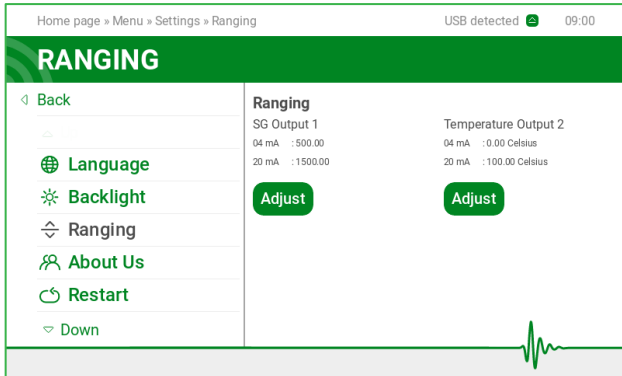 Home page » Menu » Settings » Ranging
USB detected
09:00
RANGING
Back
Language
Backlight
Ranging
About Us
Restart
Down
Ranging
SG Output 1
04 mA : 500.00
20 mA : 1500.00
Adjust
Temperature Output 2
04 mA : 0.00 Celsius
20 mA : 100.00 Celsius
Adjust